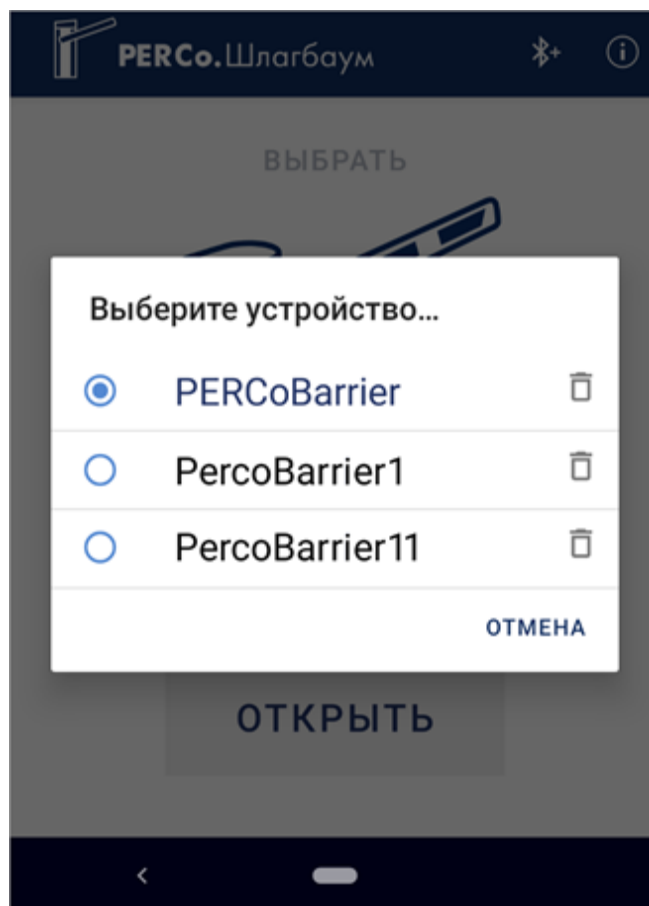 PERCo.Шлагбаум
ВЫБРАТЬ
Выберите устройство...
PERCoBarrier
PercoBarrier1
PercoBarrier11
ОТМЕНА
ОТКРЫТЬ